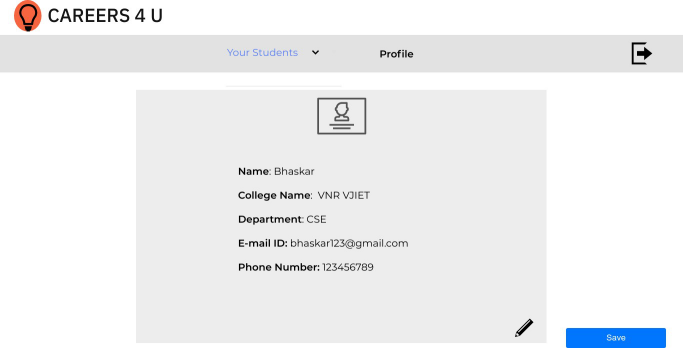 CAREERS 4 U
Your Students Profile
Name: Bhaskar
College Name: VNR VJIET
Department: CSE
E-mail ID: bhaskar123@gmail.com
Phone Number: 123456789
Save